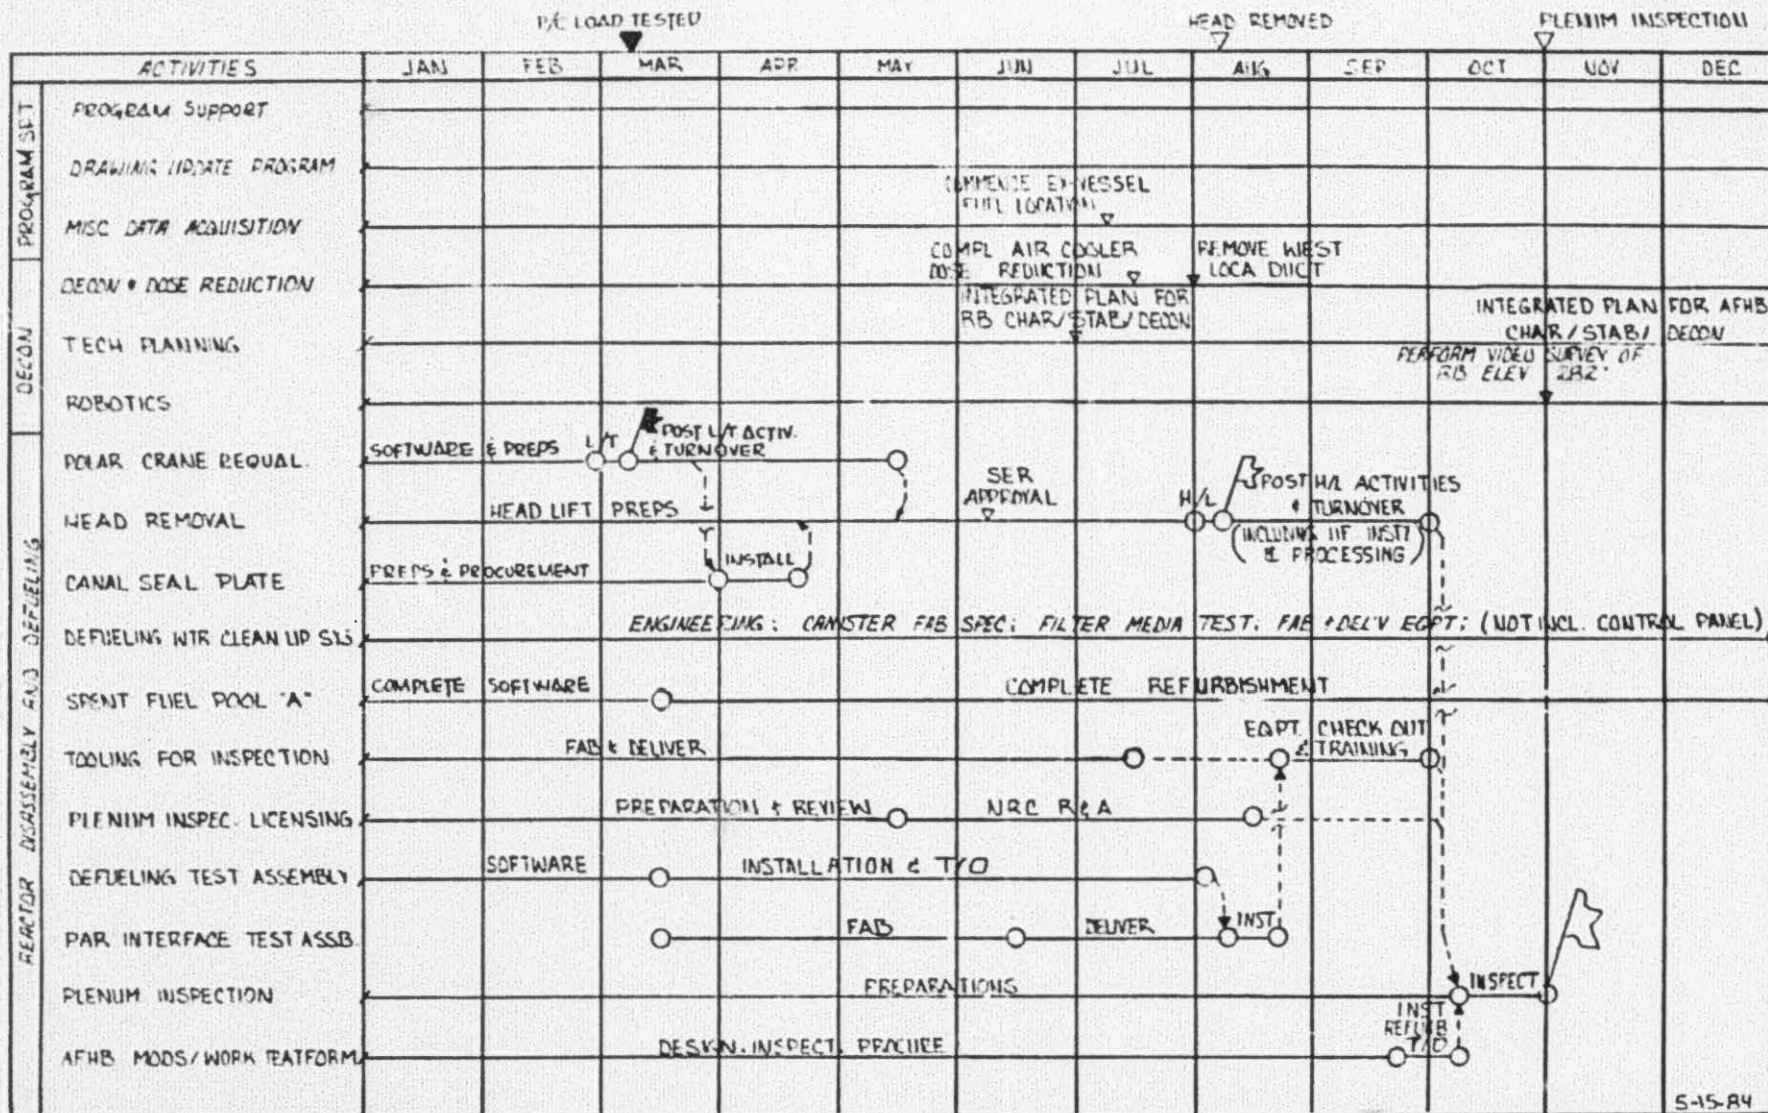 P/C LOAD TESTED
HEAD REMOVED
PLENUM INSPECTION
ACTIVITIES JAN FEB MAR APR MAY JUN JUL AUG SEP OCT NOV DEC
PROGRAM SPT
PROGRAM SUPPORT
DRAWING UPDATE PROGRAM
COMMENCE EX-VESSEL
FUEL LOCATION
MISC DATA ACQUISITION
DECON
COMPL AIR COOLER
DOSE REDUCTION
REMOVE WEST
LOCA DUCT
DECON & DOSE REDUCTION
INTEGRATED PLAN FOR
RB CHAR/STAB/DECON
INTEGRATED PLAN FOR AFHB
CHAR/STAB/ DECON
TECH PLANNING
PERFORM VIDEO SURVEY OF
RB ELEV 282'
ROBOTICS
REACTOR DISASSEMBLY AND DEFUELING
SOFTWARE & PREPS
L/T
POST L/T ACTIV.
& TURNOVER
POLAR CRANE REQUAL.
SER
APPROVAL
H/L
POST H/L ACTIVITIES
& TURNOVER
(INCLUDING IIF INST'L
& PROCESSING)
HEAD LIFT PREPS
HEAD REMOVAL
PREPS & PROCUREMENT
INSTALL
CANAL SEAL PLATE
ENGINEERING: CANISTER FAB SPEC: FILTER MEDIA TEST: FAB & DEL'V EQPT: (NOT INCL. CONTROL PANEL)
DEFUELING WTR CLEAN UP SYS
COMPLETE SOFTWARE
COMPLETE REFURBISHMENT
SPENT FUEL POOL "A"
FAB & DELIVER
EQPT. CHECK OUT
& TRAINING
TOOLING FOR INSPECTION
PREPARATION & REVIEW
NRC R&A
PLENUM INSPEC. LICENSING
SOFTWARE
INSTALLATION & T/O
DEFUELING TEST ASSEMBLY
FAB
DELIVER
INST
PAR INTERFACE TEST ASSB.
PREPARATIONS
INSPECT
PLENUM INSPECTION
INST
REFURB
T/O
DESIGN. INSPECT. PROCURE
AFHB MODS/WORK PLATFORM
5-15-84